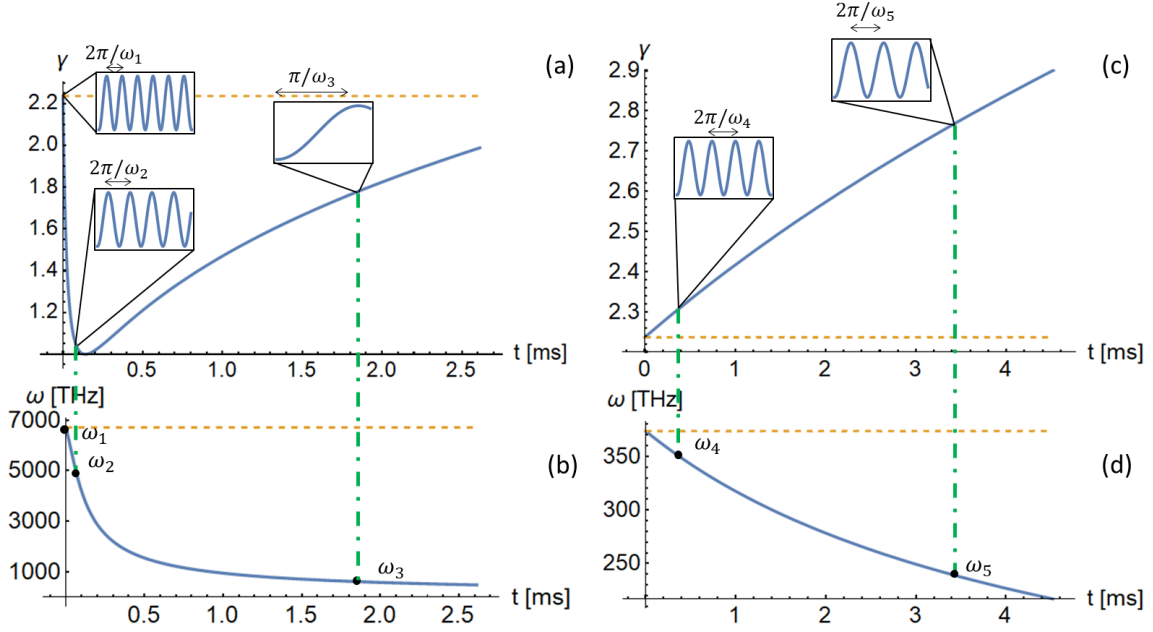 γ
2π/ω₁
(a)
π/ω₃
2.2
2.0
1.8
1.6
1.4
1.2
2π/ω₂
0.5
1.0
1.5
2.0
2.5
t [ms]
ω [THz]
7000
5000
3000
1000
ω₁
ω₂
ω₃
(b)
0.5
1.0
1.5
2.0
2.5
t [ms]
2π/ω₅
γ
(c)
2.9
2.8
2.7
2.6
2.5
2.4
2.3
2π/ω₄
0
1
2
3
4
t [ms]
ω [THz]
350
300
250
ω₄
ω₅
(d)
1
2
3
4
t [ms]